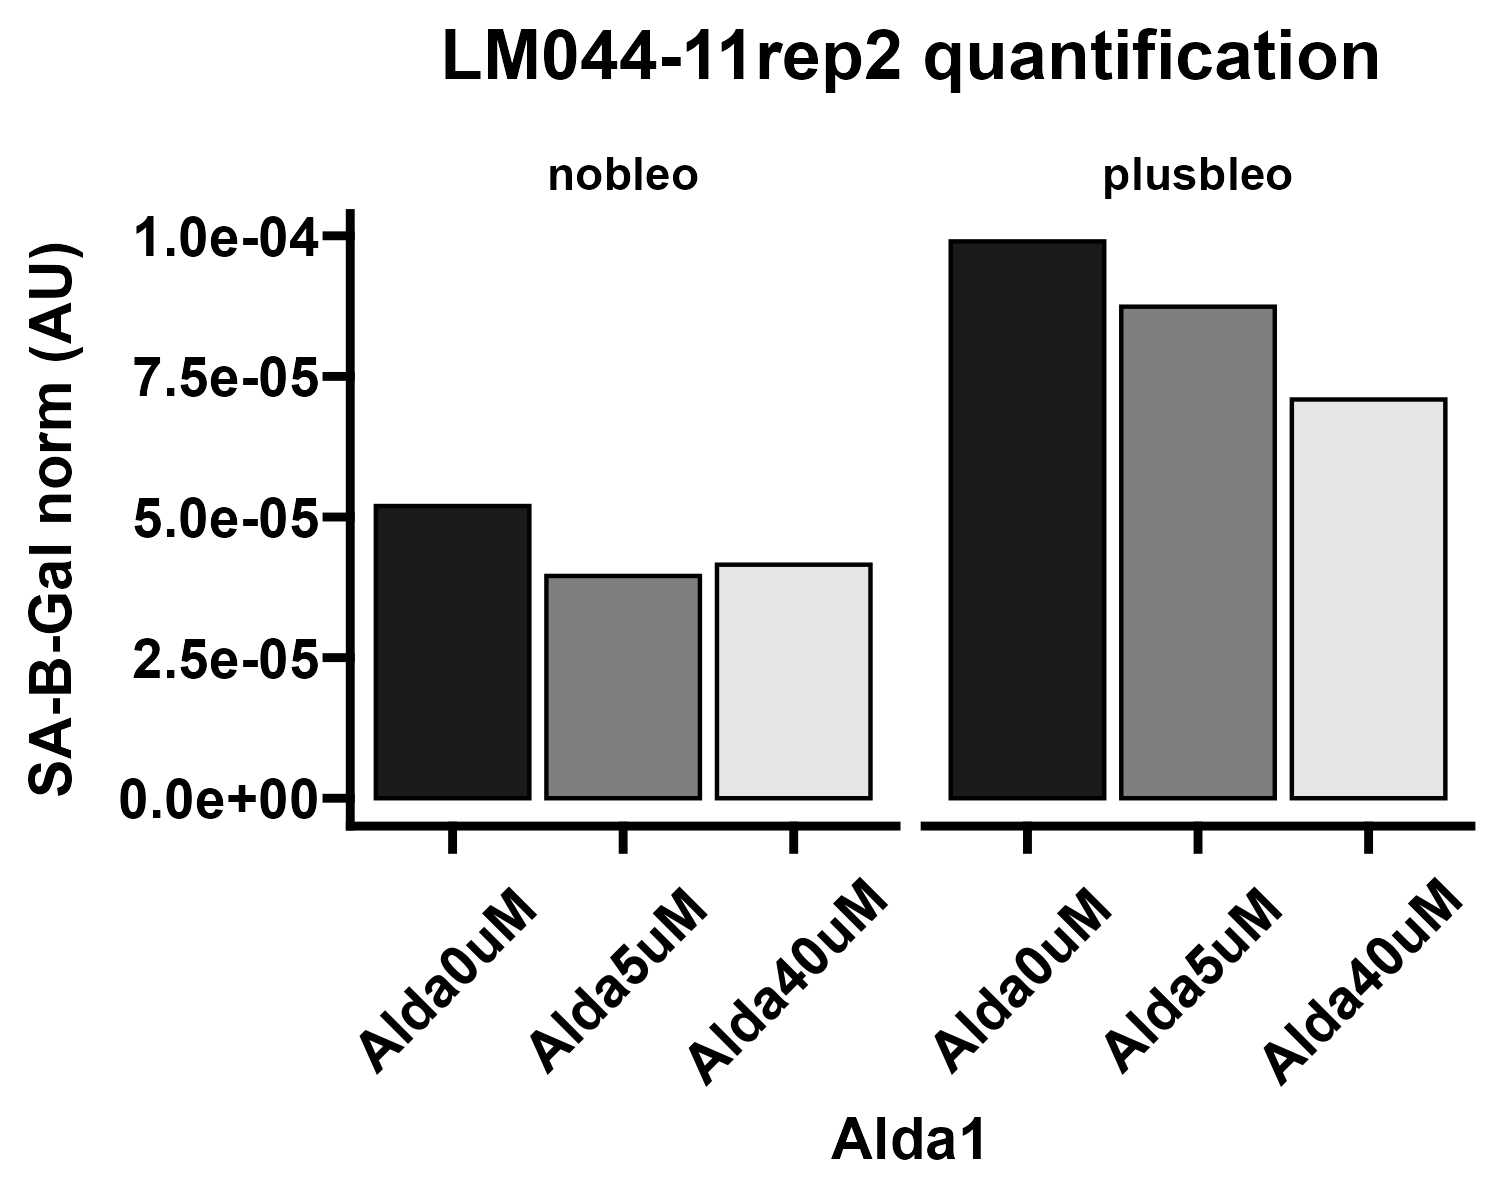 LM044-11rep2 quantification
nobleo
plusbleo
SA-B-Gal norm (AU)
1.0e-04
7.5e-05
5.0e-05
2.5e-05
0.0e+00
Alda0uM
Alda5uM
Alda40uM
Alda0uM
Alda5uM
Alda40uM
Alda1